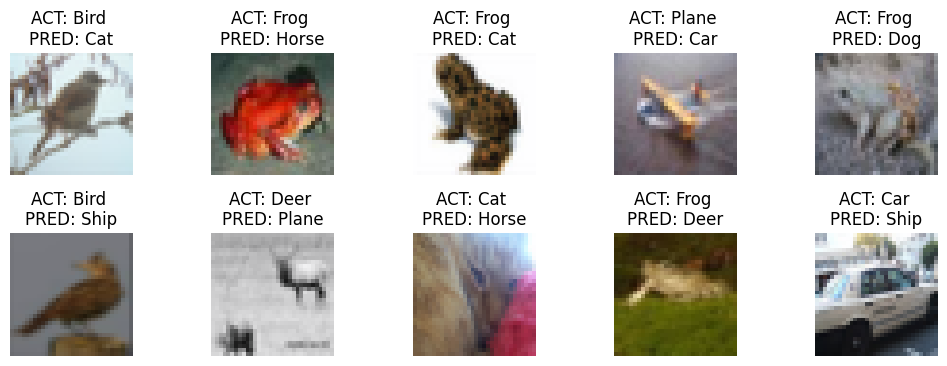 ACT: Bird
PRED: Cat
ACT: Frog
PRED: Horse
ACT: Frog
PRED: Cat
ACT: Plane
PRED: Car
ACT: Frog
PRED: Dog
ACT: Bird
PRED: Ship
ACT: Deer
PRED: Plane
ACT: Cat
PRED: Horse
ACT: Frog
PRED: Deer
ACT: Car
PRED: Ship